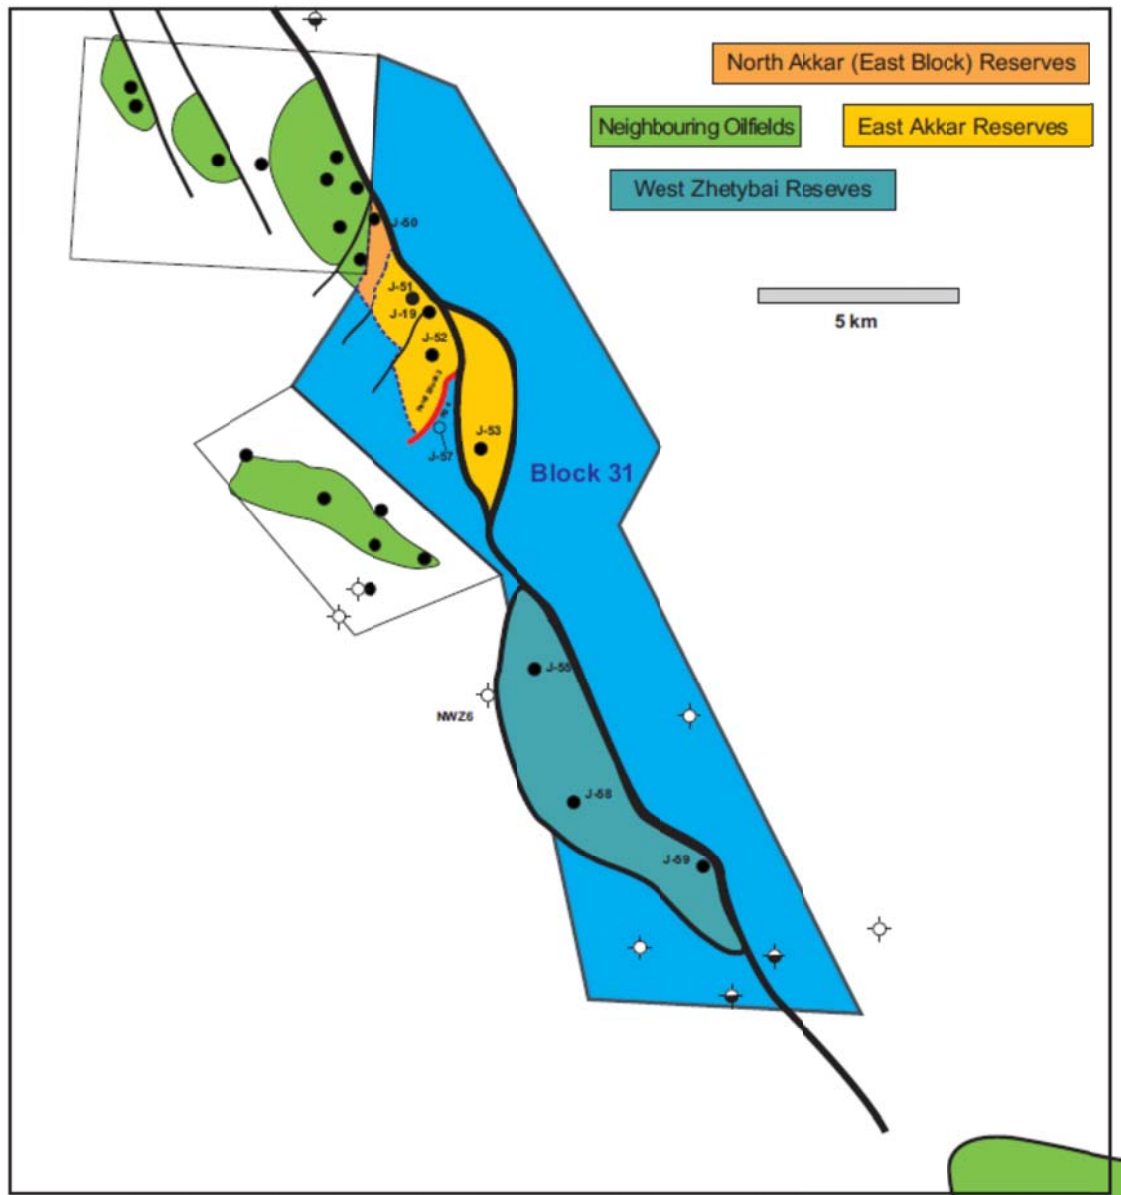 North Akkar (East Block) Reserves
Neighbouring Oilfields
East Akkar Reserves
West Zhetybai Reseves
J-50
J-51
J-19
5 km
J-52
J-53
J-57
Block 31
J-55
NWZ6
J-58
J-59